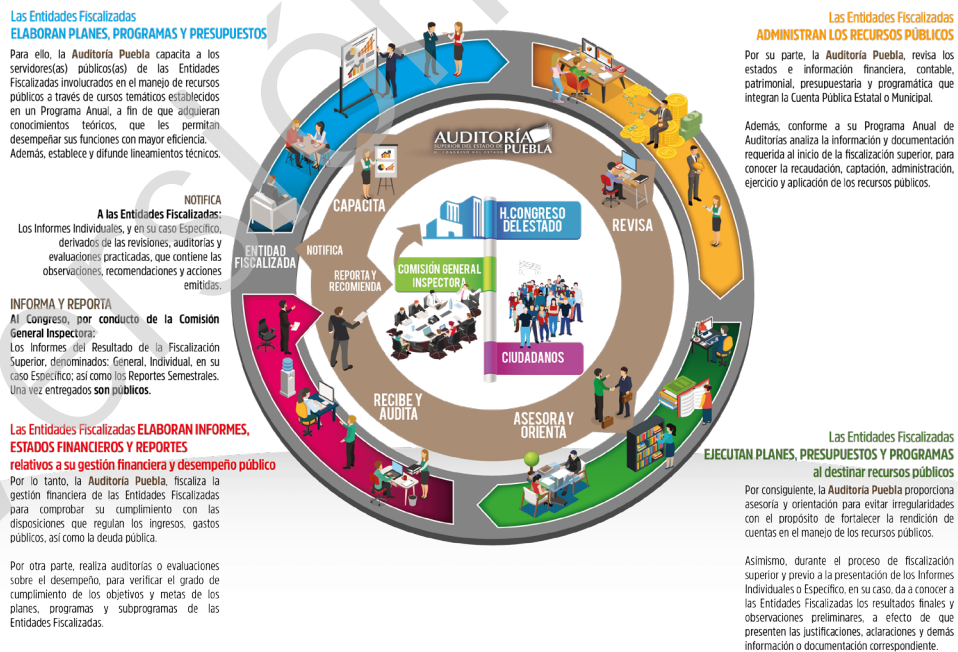 Las Entidades Fiscalizadas
ELABORAN PLANES, PROGRAMAS Y PRESUPUESTOS
Para ello, la Auditoría Puebla capacita a los
servidores(as) públicos(as) de las Entidades
Fiscalizadas involucrados en el manejo de recursos
públicos a través de cursos temáticos establecidos
en un Programa Anual, a fin de que adquieran
conocimientos teóricos, que les permitan
desempeñar sus funciones con mayor eficiencia.
Además, establece y difunde lineamientos técnicos.
NOTIFICA
A las Entidades Fiscalizadas:
Los Informes Individuales, y en su caso Específico,
derivados de las revisiones, auditorías y
evaluaciones practicadas, que contiene las
observaciones, recomendaciones y acciones
emitidas.
INFORMA Y REPORTA
Al Congreso, por conducto de la Comisión
General Inspectora:
Los Informes del Resultado de la Fiscalización
Superior, denominados: General, Individual, en su
caso Específico; así como los Reportes Semestrales.
Una vez entregados son públicos.
Las Entidades Fiscalizadas ELABORAN INFORMES,
ESTADOS FINANCIEROS Y REPORTES
relativos a su gestión financiera y desempeño público
Por lo tanto, la Auditoría Puebla, fiscaliza la
gestión financiera de las Entidades Fiscalizadas
para comprobar su cumplimiento con las
disposiciones que regulan los ingresos, gastos
públicos, así como la deuda pública.
Por otra parte, realiza auditorías o evaluaciones
sobre el desempeño, para verificar el grado de
cumplimiento de los objetivos y metas de los
planes, programas y subprogramas de las
Entidades Fiscalizadas.
AUDITORÍA
SUPERIOR DEL ESTADO DE
PUEBLA
H. CONGRESO DEL ESTADO
CAPACITA
REVISA
H. CONGRESO
DEL ESTADO
ENTIDAD
FISCALIZADA
NOTIFICA
REPORTA Y
RECOMIENDA
COMISIÓN GENERAL
INSPECTORA
CIUDADANOS
RECIBE Y
AUDITA
ASESORA Y
ORIENTA
Las Entidades Fiscalizadas
ADMINISTRAN LOS RECURSOS PÚBLICOS
Por su parte, la Auditoría Puebla, revisa los
estados e información financiera, contable,
patrimonial, presupuestaria y programática que
integran la Cuenta Pública Estatal o Municipal.
Además, conforme a su Programa Anual de
Auditorías analiza la información y documentación
requerida al inicio de la fiscalización superior, para
conocer la recaudación, captación, administración,
ejercicio y aplicación de los recursos públicos.
Las Entidades Fiscalizadas
EJECUTAN PLANES, PRESUPUESTOS Y PROGRAMAS
al destinar recursos públicos
Por consiguiente, la Auditoría Puebla proporciona
asesoría y orientación para evitar irregularidades
con el propósito de fortalecer la rendición de
cuentas en el manejo de los recursos públicos.
Asimismo, durante el proceso de fiscalización
superior y previo a la presentación de los Informes
Individuales o Específico, en su caso, da a conocer a
las Entidades Fiscalizadas los resultados finales y
observaciones preliminares, a efecto de que
presenten las justificaciones, aclaraciones y demás
información o documentación correspondiente.